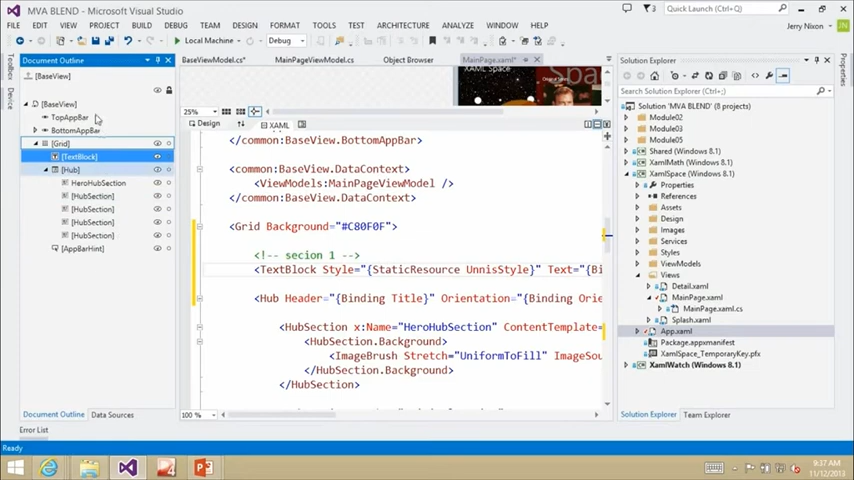 MVA BLEND
Quick Launch (Ctrl+Q)
FILE EDIT VIEW PROJECT BUILD DEBUG TEAM DESIGN FORMAT TOOLS TEST ARCHITECTURE ANALYZE WINDOW HELP
Jerry Nixon
JN
Local Machine
Debug
Document Outline
[BaseView]
[BaseView]
TopAppBar
BottomAppBar
[Grid]
[TextBlock]
[Hub]
HeroHubSection
[HubSection]
[HubSection]
[HubSection]
[HubSection]
[AppBarHint]
Document Outline
Data Sources
Toolbox
Device
BaseViewModel.cs*
MainPageViewModel.cs
Object Browser
MainPage.xaml
XAML Space
Spa
25%
Design
XAML
</common:BaseView.BottomAppBar>
<common:BaseView.DataContext>
<ViewModels:MainPageViewModel />
</common:BaseView.DataContext>
<Grid Background="#C80F0F">
<!-- secion 1 -->
<TextBlock Style="{StaticResource UnnisStyle}" Text="{Bi
<Hub Header="{Binding Title}" Orientation="{Binding Orie
<HubSection x:Name="HeroHubSection" ContentTemplate=
<HubSection.Background>
<ImageBrush Stretch="UniformToFill" ImageSou
</HubSection.Background>
</HubSection>
100 %
Solution Explorer
Search Solution Explorer (Ctrl+;)
Solution 'MVA BLEND' (8 projects)
Module02
Module03
Module05
Shared (Windows 8.1)
XamlMath (Windows 8.1)
XamlSpace (Windows 8.1)
Properties
References
Assets
Design
Images
Services
Styles
ViewModels
Views
Detail.xaml
MainPage.xaml
MainPage.xaml.cs
Splash.xaml
App.xaml
Package.appxmanifest
XamlSpace_TemporaryKey.pfx
XamlWatch (Windows 8.1)
Solution Explorer
Team Explorer
Error List
Ready
9:37 AM
11/12/2013